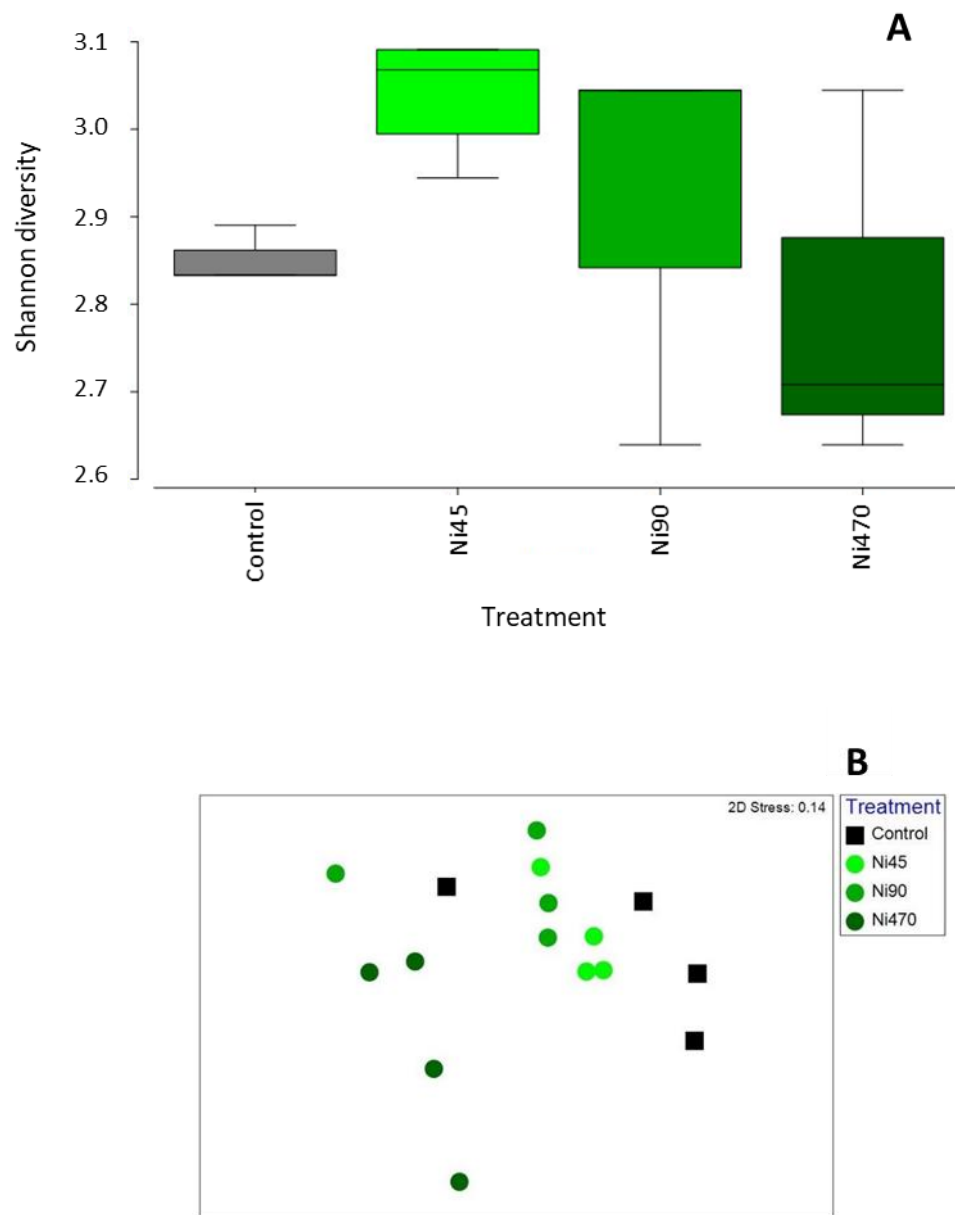 A
3.1
3.0
2.9
2.8
2.7
2.6
Shannon diversity
Control
Ni45
Ni90
Ni470
Treatment
B
2D Stress: 0.14
Treatment
Control
Ni45
Ni90
Ni470